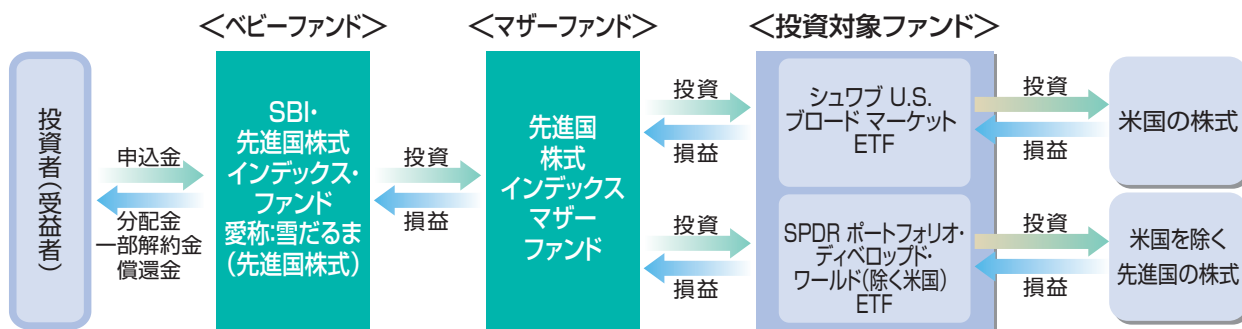 ＜ベビーファンド＞
＜マザーファンド＞
＜投資対象ファンド＞
投資者（受益者）
申込金
分配金
一部解約金
償還金
SBI・
先進国株式
インデックス・
ファンド
愛称:雪だるま
（先進国株式）
投資
損益
先進国
株式
インデックス
マザー
ファンド
投資
損益
投資
損益
シュワブ U.S.
ブロード マーケット
ETF
SPDR ポートフォリオ・
ディベロップド・
ワールド（除く米国）
ETF
投資
損益
投資
損益
米国の株式
米国を除く
先進国の株式